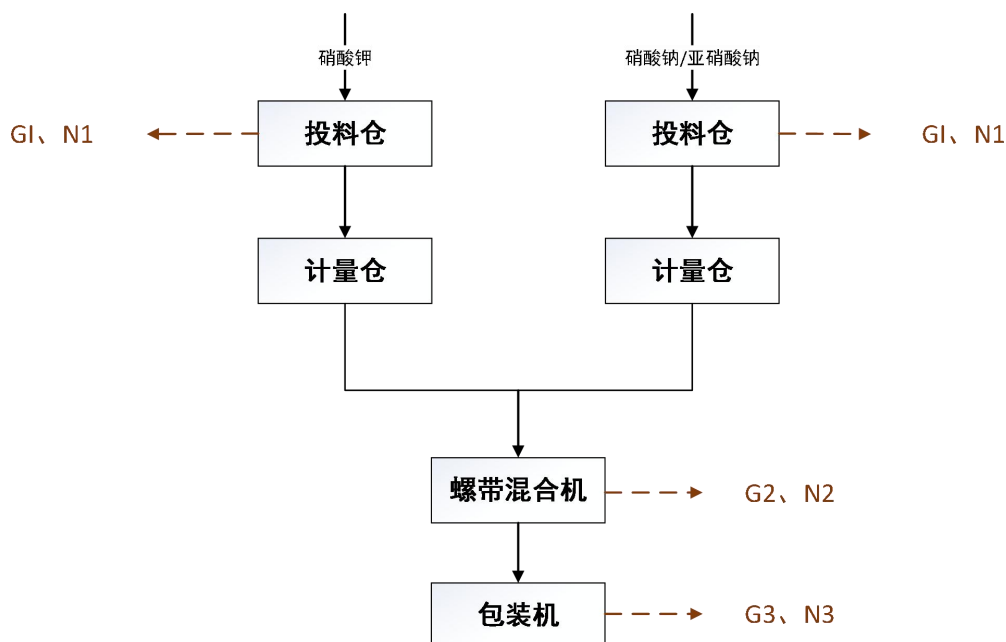 硝酸钾
硝酸钠/亚硝酸钠
GI、N1
投料仓
投料仓
GI、N1
计量仓
计量仓
螺带混合机
G2、N2
包装机
G3、N3